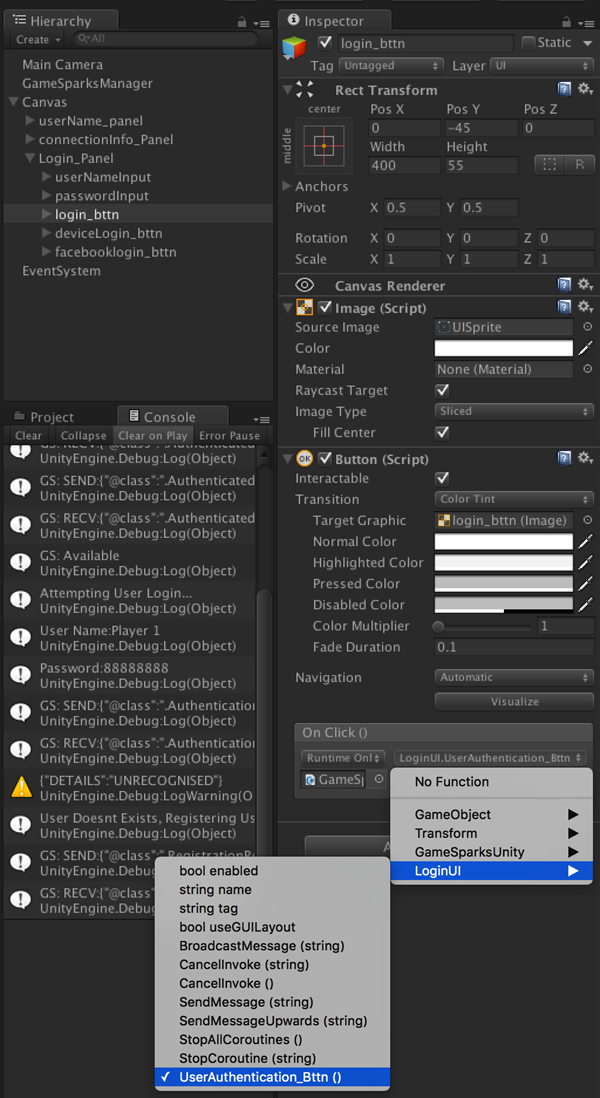 Hierarchy
Create
All
Main Camera
GameSparksManager
Canvas
userName_panel
connectionInfo_Panel
Login_Panel
userNameInput
passwordInput
login_bttn
deviceLogin_bttn
facebooklogin_bttn
EventSystem
Project
Console
Clear
Collapse
Clear on Play
Error Pause
GS: RECV:{"@class":".Authenticated
UnityEngine.Debug:Log(Object)
GS: SEND:{"@class":".Authenticated
UnityEngine.Debug:Log(Object)
GS: RECV:{"@class":".Authenticated
UnityEngine.Debug:Log(Object)
GS: Available
UnityEngine.Debug:Log(Object)
Attempting User Login...
UnityEngine.Debug:Log(Object)
User Name:Player 1
UnityEngine.Debug:Log(Object)
Password:88888888
UnityEngine.Debug:Log(Object)
GS: SEND:{"@class":".Authentication
UnityEngine.Debug:Log(Object)
GS: RECV:{"@class":".Authentication
UnityEngine.Debug:Log(Object)
{"DETAILS":"UNRECOGNISED"}
UnityEngine.Debug:LogWarning(O
User Doesnt Exists, Registering Us
UnityEngine.Debug:Log(Object)
GS: SEND:{"@class":".RegistrationR
UnityEngine
GS: RECV:{"@clas
UnityEngine
Inspector
login_bttn
Static
Tag
Untagged
Layer
UI
Rect Transform
center
middle
Pos X
Pos Y
Pos Z
0
-45
0
Width
Height
400
55
R
Anchors
Pivot
X 0.5
Y 0.5
Rotation
X 0
Y 0
Z 0
Scale
X 1
Y 1
Z 1
Canvas Renderer
Image (Script)
Source Image
UISprite
Color
Material
None (Material)
Raycast Target
Image Type
Sliced
Fill Center
OK
Button (Script)
Interactable
Transition
Color Tint
Target Graphic
login_bttn (Image)
Normal Color
Highlighted Color
Pressed Color
Disabled Color
Color Multiplier
1
Fade Duration
0.1
Navigation
Automatic
Visualize
On Click ()
Runtime Onl
LoginUI.UserAuthentication_Bttn
GameSp
No Function
GameObject
Transform
GameSparksUnity
LoginUI
bool enabled
string name
string tag
bool useGUILayout
BroadcastMessage (string)
CancelInvoke (string)
CancelInvoke ()
SendMessage (string)
SendMessageUpwards (string)
StopAllCoroutines ()
StopCoroutine (string)
UserAuthentication_Bttn ()